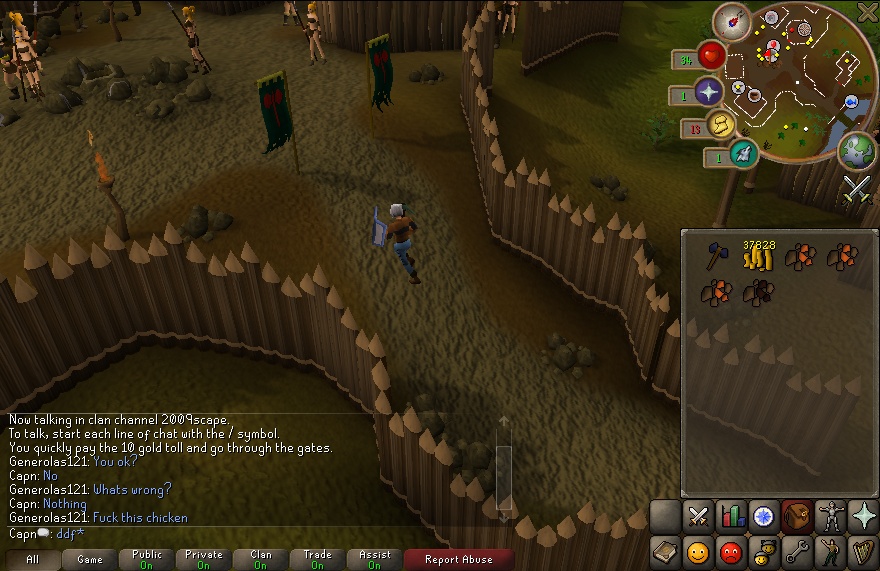 34
1
13
1
37828
Now talking in clan channel 2009scape.
To talk, start each line of chat with the / symbol.
You quickly pay the 10 gold toll and go through the gates.
Generolas121: You ok?
Capn: No
Generolas121: Whats wrong?
Capn: Nothing
Generolas121: Fuck this chicken
Capn: ddf*
All
Game
Public
On
Private
On
Clan
On
Trade
On
Assist
On
Report Abuse